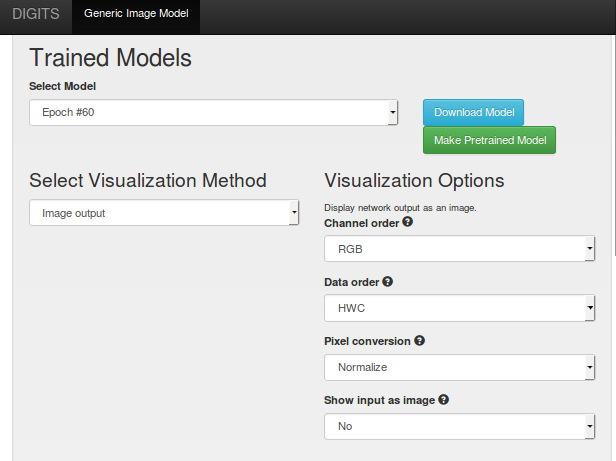 DIGITS Generic Image Model
Trained Models
Select Model
Epoch #60
Download Model
Make Pretrained Model
Select Visualization Method
Image output
Visualization Options
Display network output as an image.
Channel order
RGB
Data order
HWC
Pixel conversion
Normalize
Show input as image
No